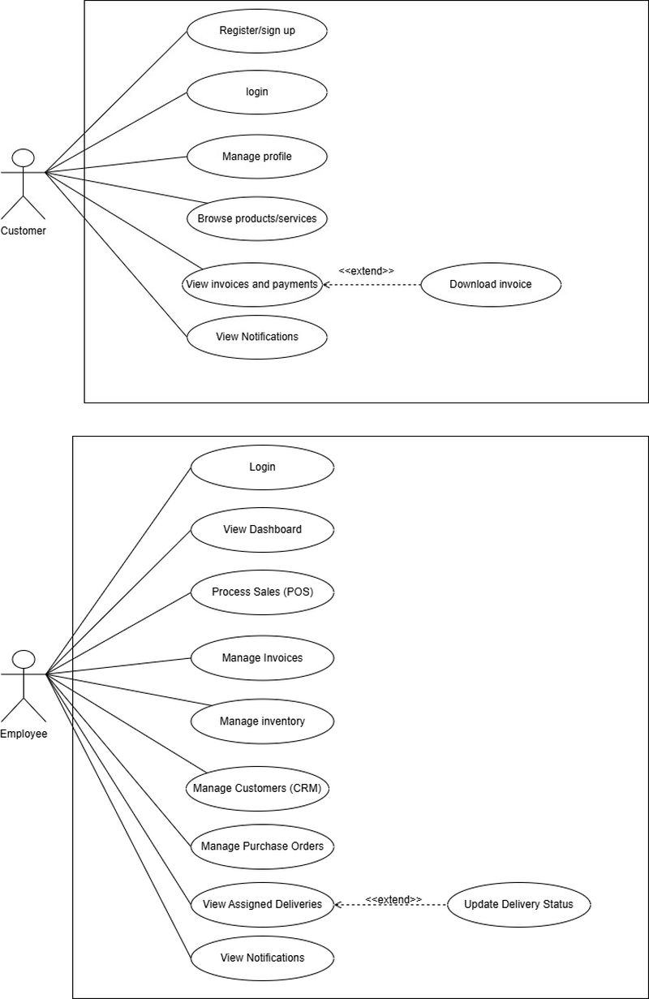 Register/sign up
login
Manage profile
Customer
Browse products/services
<<extend>>
View invoices and payments
Download invoice
View Notifications
Login
View Dashboard
Process Sales (POS)
Manage Invoices
Manage inventory
Employee
Manage Customers (CRM)
Manage Purchase Orders
<<extend>>
View Assigned Deliveries
Update Delivery Status
View Notifications